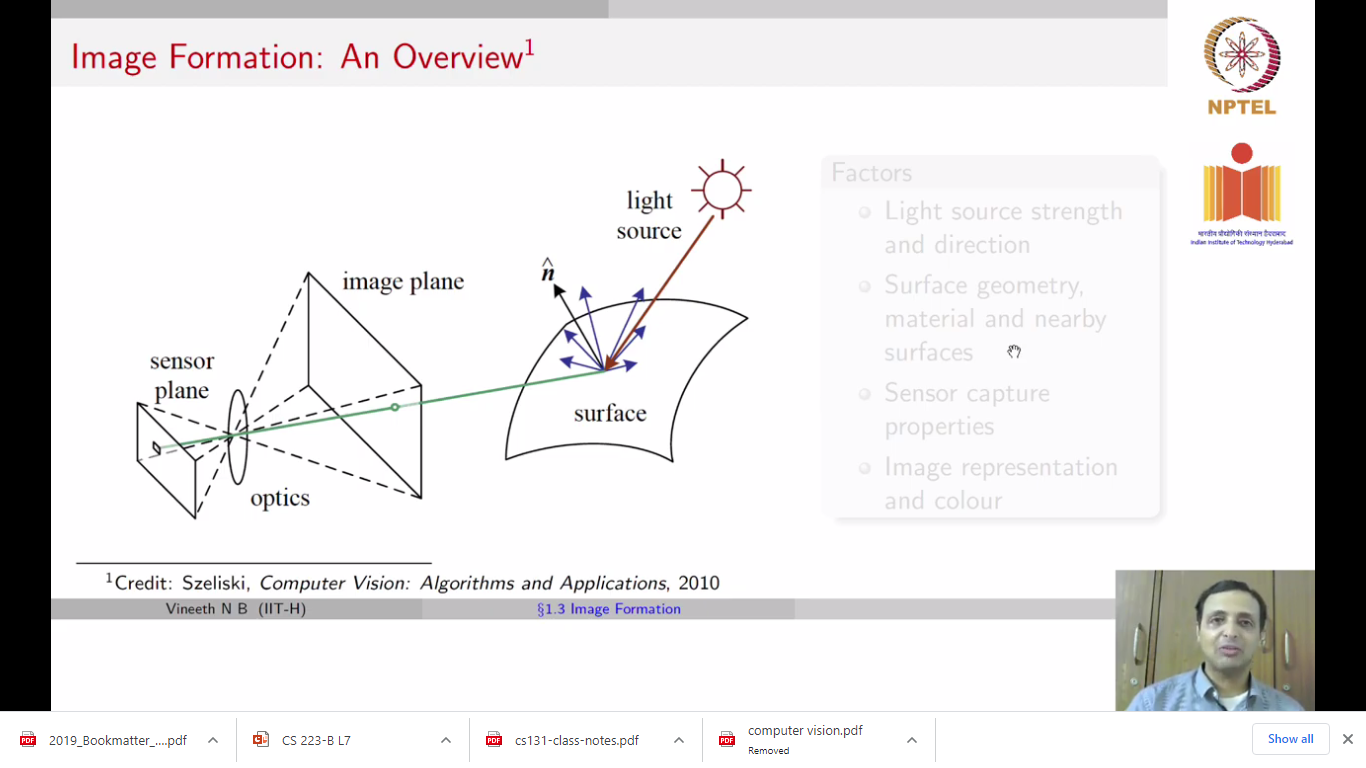 Image Formation: An Overview¹
NPTEL
light
source
n̂
image plane
sensor
plane
surface
optics
Factors
Light source strength
and direction
Surface geometry,
material and nearby
surfaces
Sensor capture
properties
Image representation
and colour
भारतीय प्रौद्योगिकी संस्थान हैदराबाद
Indian Institute of Technology Hyderabad
¹Credit: Szeliski, Computer Vision: Algorithms and Applications, 2010
Vineeth N B (IIT-H)
§1.3 Image Formation
2019_Bookmatter_....pdf
CS 223-B L7
cs131-class-notes.pdf
computer vision.pdf
Removed
Show all